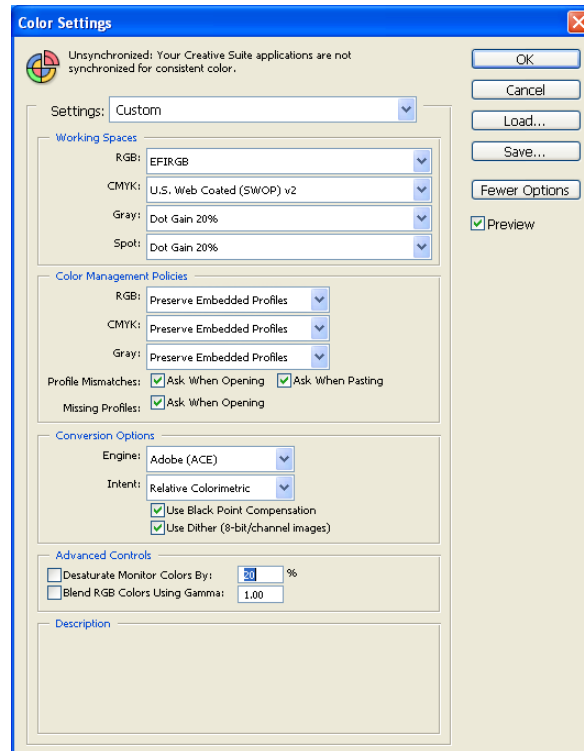 Color Settings
Unsynchronized: Your Creative Suite applications are not
synchronized for consistent color.
OK
Cancel
Load...
Save...
Fewer Options
Preview
Settings: Custom
Working Spaces
RGB: EFIRGB
CMYK: U.S. Web Coated (SWOP) v2
Gray: Dot Gain 20%
Spot: Dot Gain 20%
Color Management Policies
RGB: Preserve Embedded Profiles
CMYK: Preserve Embedded Profiles
Gray: Preserve Embedded Profiles
Profile Mismatches: Ask When Opening Ask When Pasting
Missing Profiles: Ask When Opening
Conversion Options
Engine: Adobe (ACE)
Intent: Relative Colorimetric
Use Black Point Compensation
Use Dither (8-bit/channel images)
Advanced Controls
Desaturate Monitor Colors By: 20 %
Blend RGB Colors Using Gamma: 1.00
Description